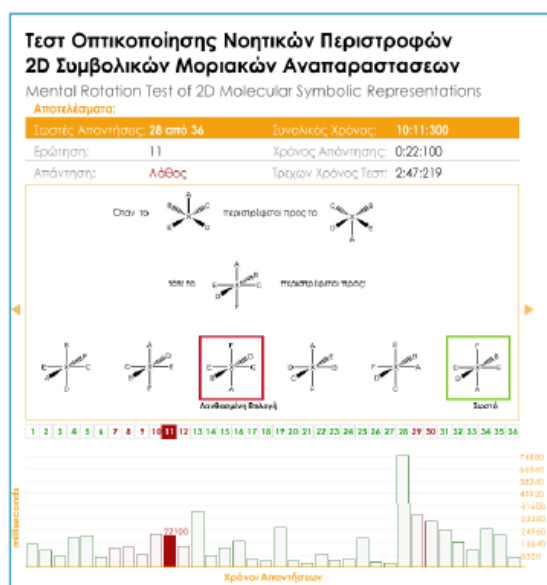 Τεστ Οπτικοποίησης Νοητικών Περιστροφών
2D Συμβολικών Μοριακών Αναπαραστασεων
Mental Rotation Test of 2D Molecular Symbolic Representations
Αποτελέσματα:
Σωστές Απαντήσεις: 28 από 36 Συνολικός Χρόνος: 10:11:300
Ερώτηση: 11 Χρόνος Απάντησης: 0:22:100
Απάντηση: Λάθος Τρεχων Χρόνος Τεστ: 2:47:219
Όταν το περιστρέφεται προς το
τότε το περιστρέφεται προς:
Λανθασμένη Επιλογή Σωστό
1 2 3 4 5 6 7 8 9 10 11 12 13 14 15 16 17 18 19 20 21 22 23 24 25 26 27 28 29 30 31 32 33 34 35 36
74880
66560
58240
49920
41600
33280
24960
16640
8320
22100
milliseconds
Χρόνοι Απαντήσεων